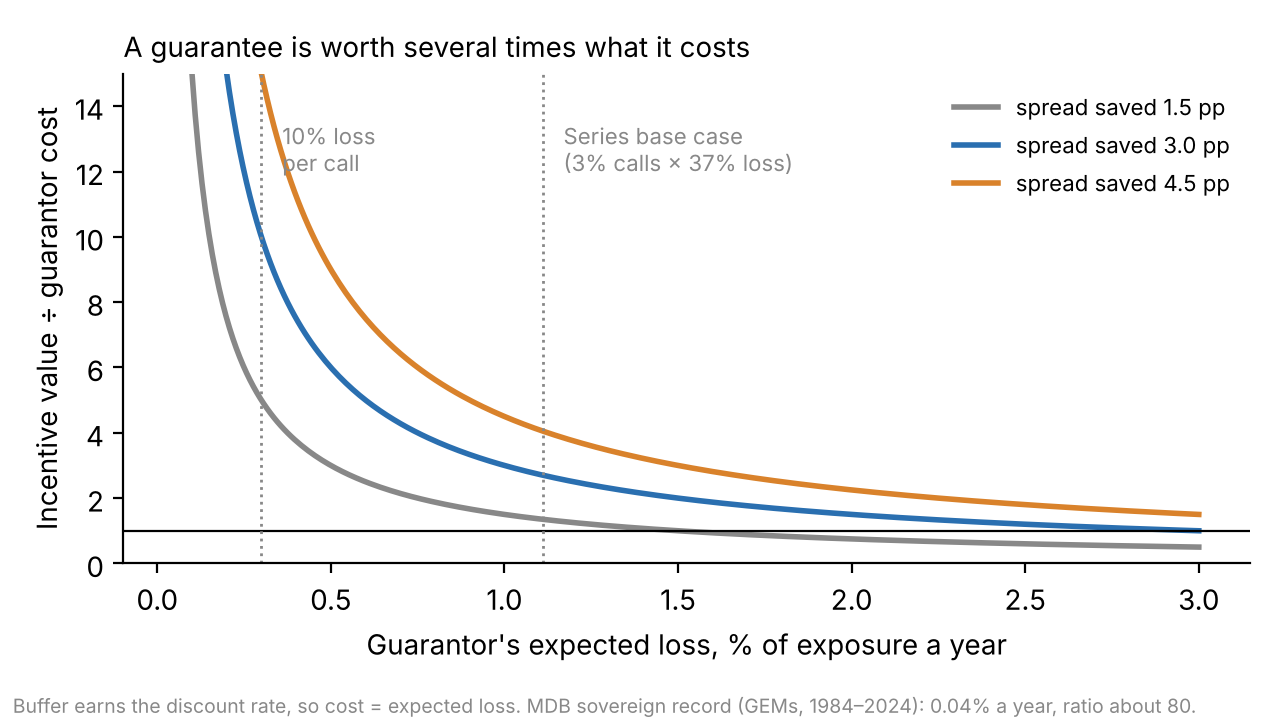 A guarantee is worth several times what it costs
Incentive value ÷ guarantor cost
14
12
10
8
6
4
2
0
10% loss
per call
Series base case
(3% calls × 37% loss)
spread saved 1.5 pp
spread saved 3.0 pp
spread saved 4.5 pp
0.0 0.5 1.0 1.5 2.0 2.5 3.0
Guarantor's expected loss, % of exposure a year
Buffer earns the discount rate, so cost = expected loss. MDB sovereign record (GEMs, 1984–2024): 0.04% a year, ratio about 80.